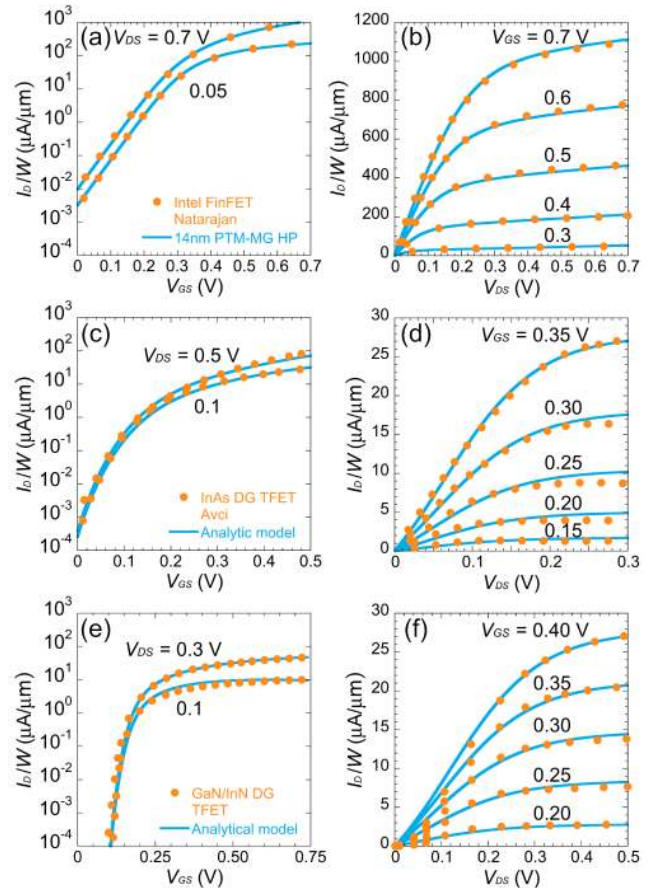 (a)
V_DS = 0.7 V
0.05
Intel FinFET
Natarajan
14nm PTM-MG HP
10³
10²
10¹
10⁰
10⁻¹
10⁻²
10⁻³
10⁻⁴
I_D/W (μA/μm)
0 0.1 0.2 0.3 0.4 0.5 0.6 0.7
V_GS (V)
(b)
V_GS = 0.7 V
0.6
0.5
0.4
0.3
1200
1000
800
600
400
200
0
I_D/W (μA/μm)
0 0.1 0.2 0.3 0.4 0.5 0.6 0.7
V_DS (V)
(c)
V_DS = 0.5 V
0.1
InAs DG TFET
Avci
Analytic model
10³
10²
10¹
10⁰
10⁻¹
10⁻²
10⁻³
10⁻⁴
I_D/W (μA/μm)
0 0.1 0.2 0.3 0.4 0.5
V_GS (V)
(d)
V_GS = 0.35 V
0.30
0.25
0.20
0.15
30
25
20
15
10
5
0
I_D/W (μA/μm)
0 0.1 0.2 0.3
V_DS (V)
(e)
V_DS = 0.3 V
0.1
GaN/InN DG
TFET
Analytical model
10³
10²
10¹
10⁰
10⁻¹
10⁻²
10⁻³
10⁻⁴
I_D/W (μA/μm)
0 0.25 0.50 0.75
V_GS (V)
(f)
V_GS = 0.40 V
0.35
0.30
0.25
0.20
30
25
20
15
10
5
0
I_D/W (μA/μm)
0 0.1 0.2 0.3 0.4 0.5
V_DS (V)